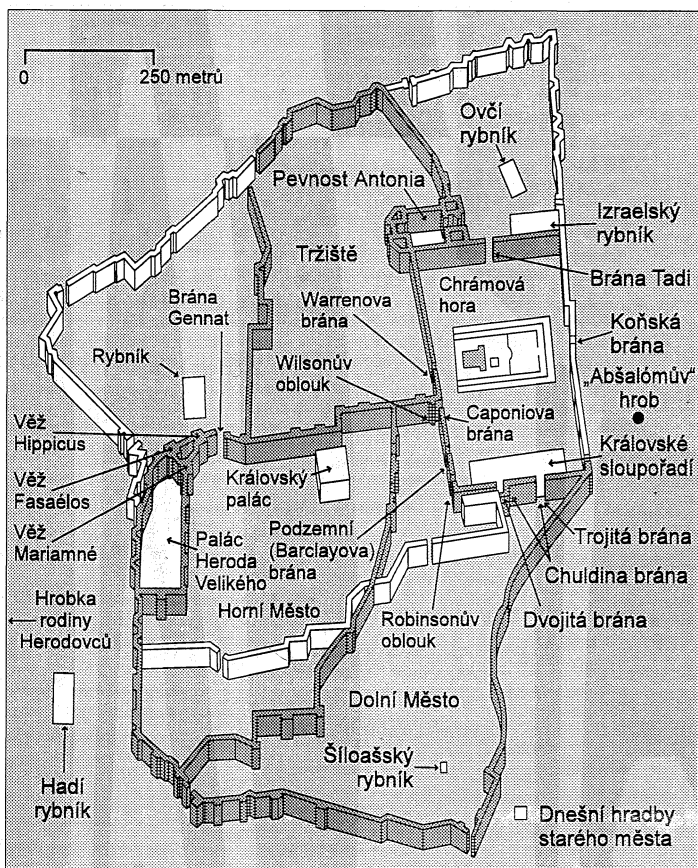 0
250 metrů
Ovčí
rybník
Pevnost Antonia
Izraelský
rybník
Tržiště
Chrámová
hora
Brána Tadi
Brána
Gennat
Warrenova
brána
Koňská
brána
Rybník
Wilsonův
oblouk
„Abšalómův“
hrob
Caponiova
brána
Věž
Hippicus
Královské
sloupořadí
Věž
Fasaélos
Královský
palác
Věž
Mariamné
Palác
Heroda
Velikého
Podzemní
(Barclayova)
brána
Trojitá brána
Chuldina brána
Hrobka
rodiny
Herodovců
Horní Město
Robinsonův
oblouk
Dvojitá brána
Dolní Město
Šíloašský
rybník
Hadí
rybník
Dnešní hradby
starého města